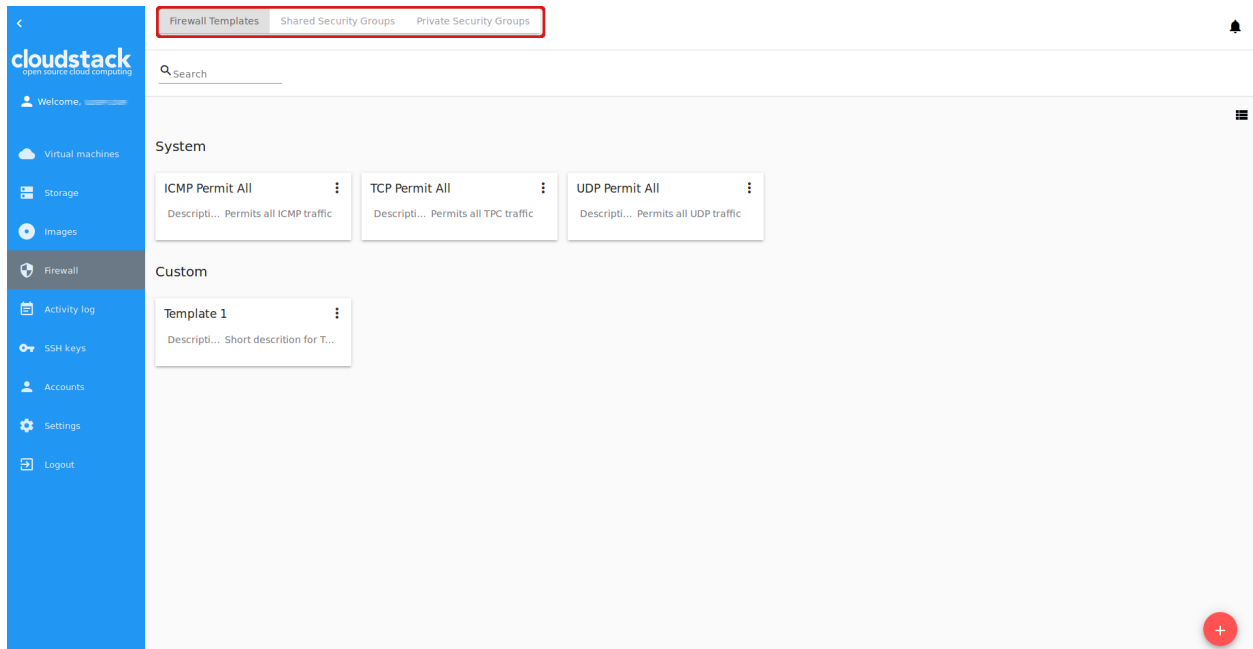 Firewall Templates Shared Security Groups Private Security Groups
cloudstack
open source cloud computing
Search
Welcome,
Virtual machines
Storage
Images
Firewall
Activity log
SSH keys
Accounts
Settings
Logout
System
ICMP Permit All
Descripti... Permits all ICMP traffic
TCP Permit All
Descripti... Permits all TPC traffic
UDP Permit All
Descripti... Permits all UDP traffic
Custom
Template 1
Descripti... Short descrition for T...